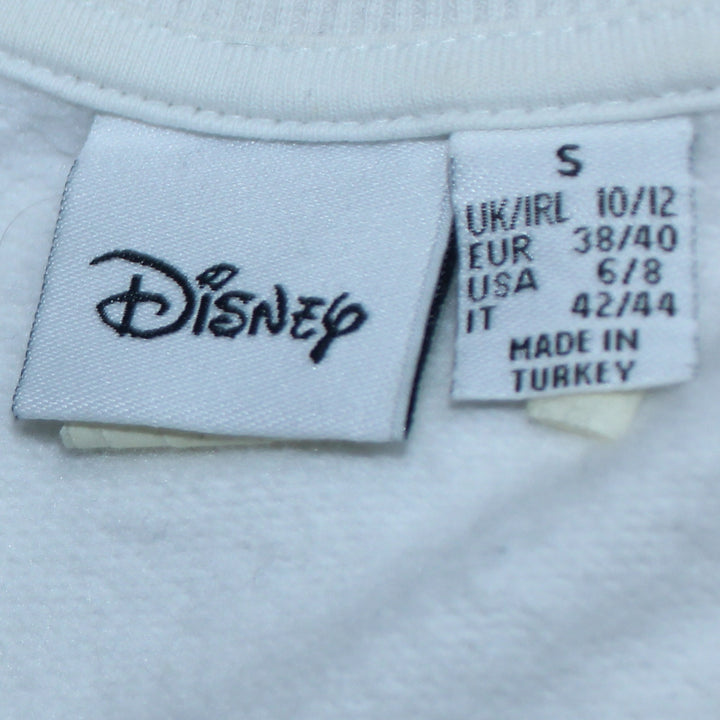 Disney
S
UK/IRL 10/12
EUR 38/40
USA 6/8
IT 42/44
MADE IN
TURKEY